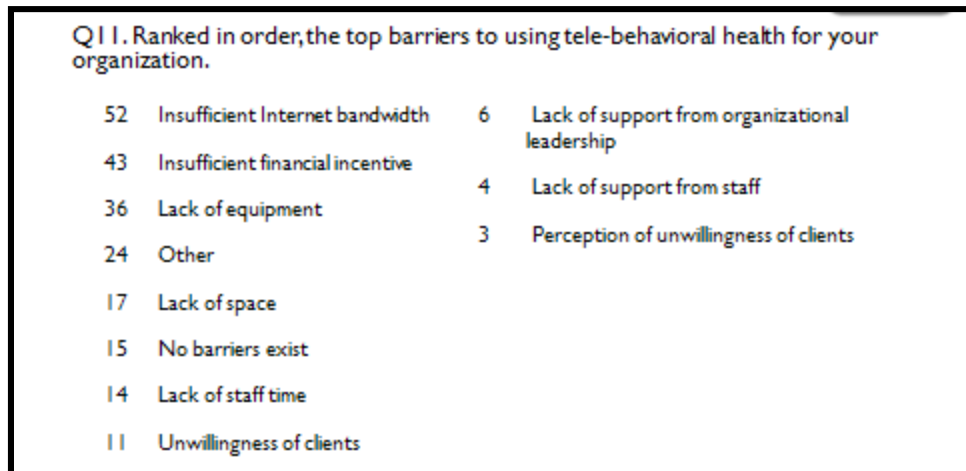 Q11. Ranked in order, the top barriers to using tele-behavioral health for your
organization.
52 Insufficient Internet bandwidth
43 Insufficient financial incentive
36 Lack of equipment
24 Other
17 Lack of space
15 No barriers exist
14 Lack of staff time
11 Unwillingness of clients
6 Lack of support from organizational
leadership
4 Lack of support from staff
3 Perception of unwillingness of clients